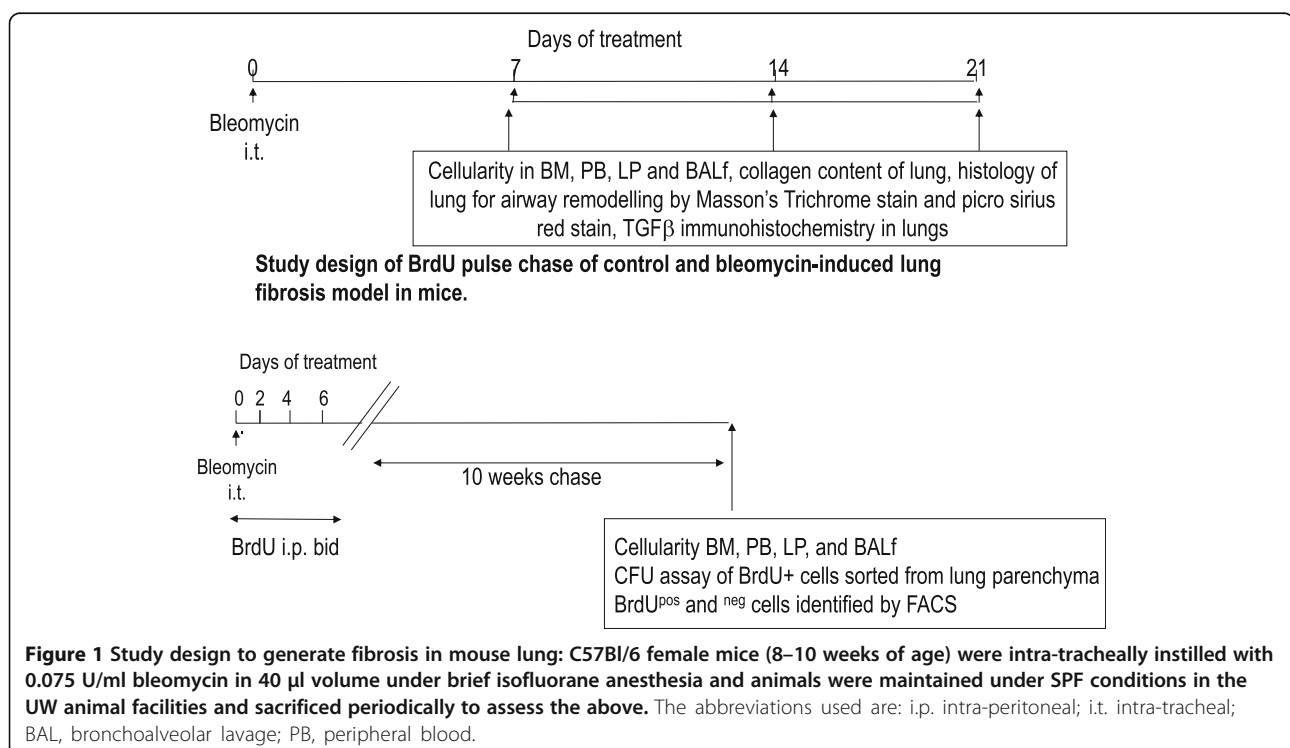 Days of treatment
0 7 14 21
Bleomycin
i.t.
Cellularity in BM, PB, LP and BALf, collagen content of lung, histology of
lung for airway remodelling by Masson's Trichrome stain and picro sirius
red stain, TGFβ immunohistochemistry in lungs
Study design of BrdU pulse chase of control and bleomycin-induced lung
fibrosis model in mice.
Days of treatment
0 2 4 6
Bleomycin
i.t.
10 weeks chase
BrdU i.p. bid
Cellularity BM, PB, LP, and BALf
CFU assay of BrdU+ cells sorted from lung parenchyma
BrdUpos and neg cells identified by FACS
Figure 1 Study design to generate fibrosis in mouse lung: C57Bl/6 female mice (8–10 weeks of age) were intra-tracheally instilled with
0.075 U/ml bleomycin in 40 μl volume under brief isofluorane anesthesia and animals were maintained under SPF conditions in the
UW animal facilities and sacrificed periodically to assess the above. The abbreviations used are: i.p. intra-peritoneal; i.t. intra-tracheal;
BAL, bronchoalveolar lavage; PB, peripheral blood.